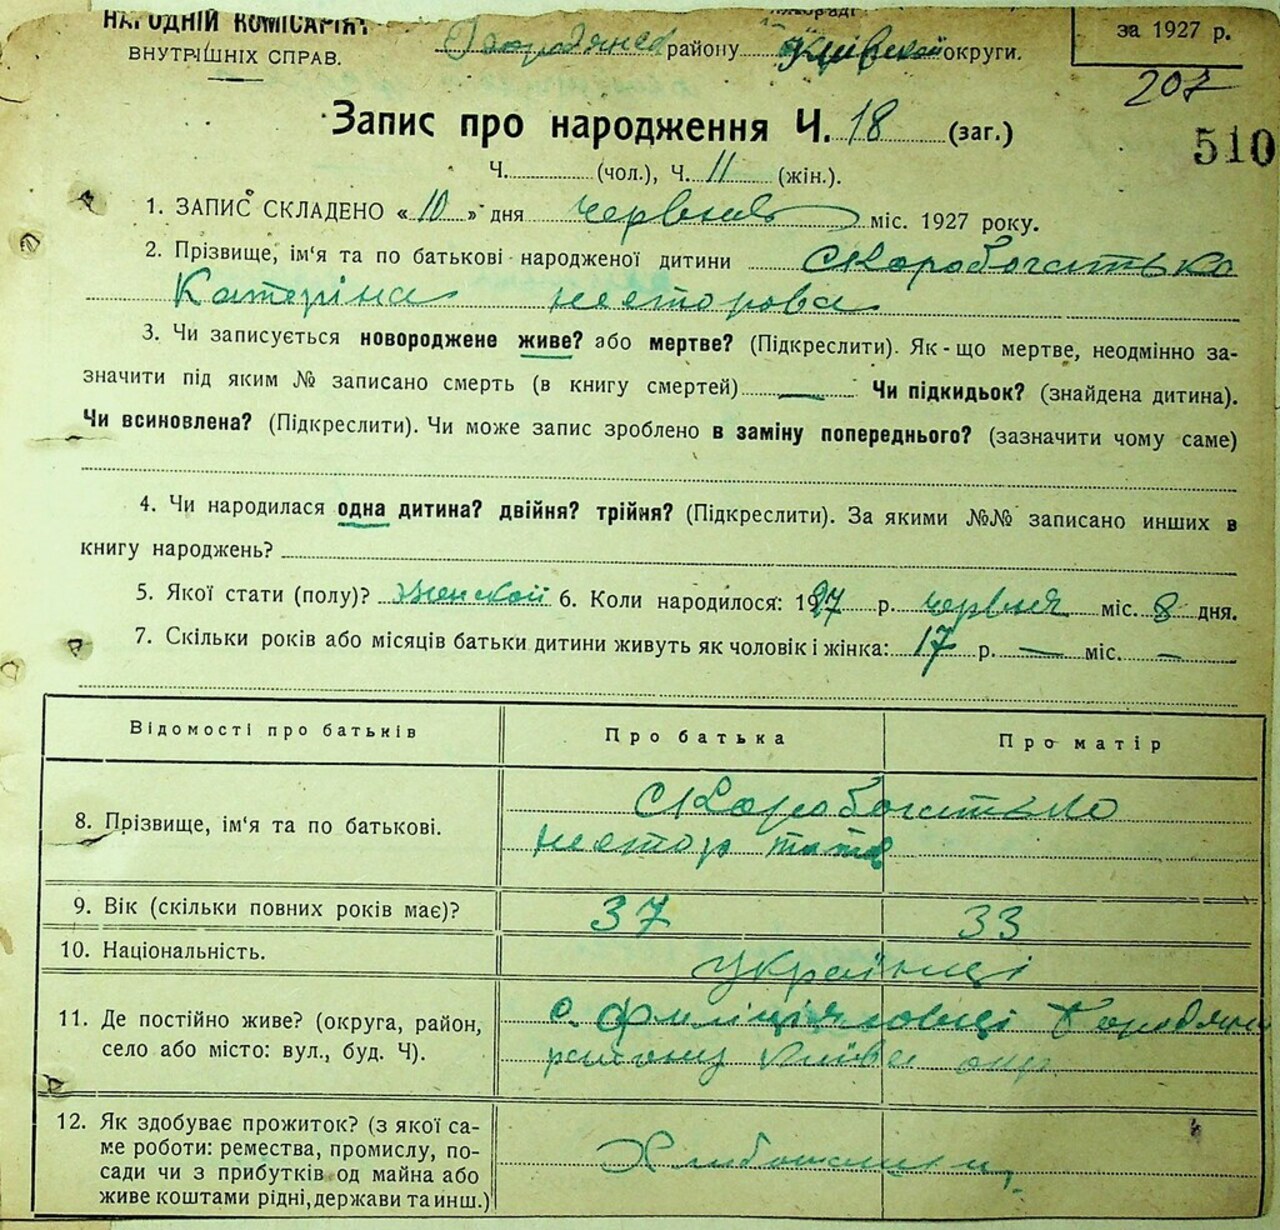 НАРОДНІЙ КОМІСАРІЯТ
ВНУТРІШНІХ СПРАВ.
району Київської округи.
за 1927 р.
207
510
Запис про народження Ч. 18 (заг.)
Ч. (чол.), Ч. 11 (жін.).
1. ЗАПИС СКЛАДЕНО «10» дня червня міс. 1927 року.
2. Прізвище, ім'я та по батькові народженої дитини Скоробогатько
Катеріна Несторова
3. Чи записується новороджене живе? або мертве? (Підкреслити). Як-що мертве, неодмінно за-
значити під яким № записано смерть (в книгу смертей) — Чи підкидьок? (знайдена дитина).
Чи всиновлена? (Підкреслити). Чи може запис зроблено в заміну попереднього? (зазначити чому саме)
4. Чи народилася одна дитина? двійня? трійня? (Підкреслити). За якими №№ записано инших в
книгу народжень?
5. Якої стати (полу)? женской 6. Коли народилося: 1927 р. червня міс. 8 дня.
7. Скільки років або місяців батьки дитини живуть як чоловік і жінка: 17 р. — міс. —
Відомості про батьків Про батька Про матір
8. Прізвище, ім'я та по батькові. Скоробогатько
Нестор
9. Вік (скільки повних років має)? 37 33
10. Національність. Українці
11. Де постійно живе? (округа, район,
село або місто: вул., буд. Ч).
с. Филіціяновці Бородян
району Київс окр
12. Як здобуває прожиток? (з якої са-
ме роботи: ремества, промислу, по-
сади чи з прибутків од майна або
живе коштами рідні, держави та инш.)